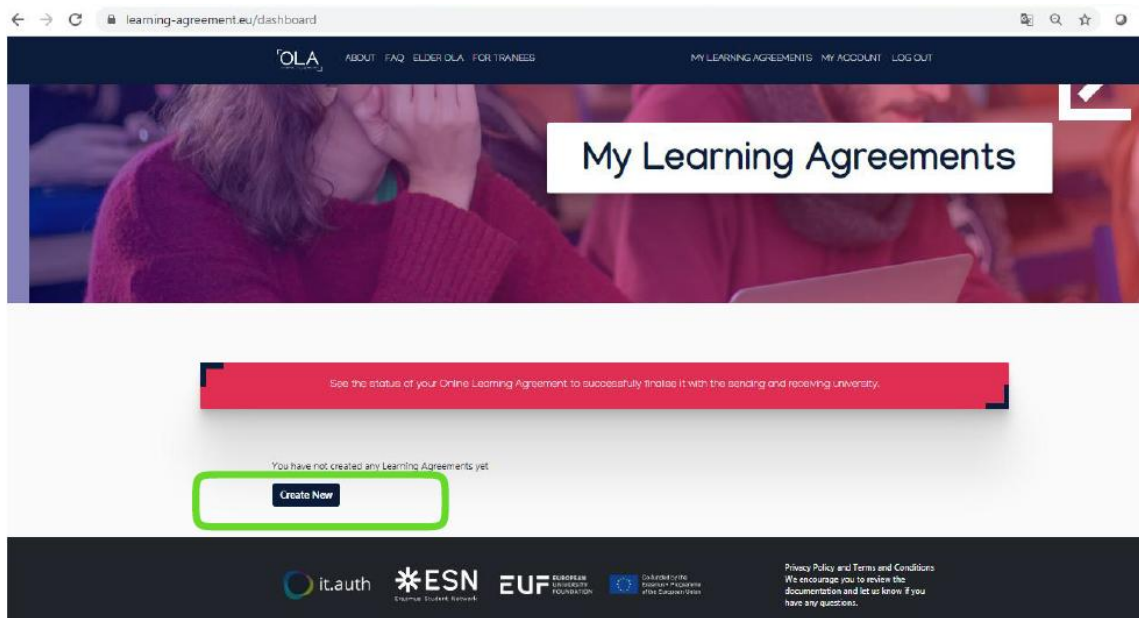 learning-agreement.eu/dashboard
OLA
ABOUT FAQ ELDER OLA FOR TRANEES
MY LEARNING AGREEMENTS MY ACCOUNT LOG OUT
My Learning Agreements
See the status of your Online Learning Agreement to successfully finalise it with the sending and receiving university.
You have not created any Learning Agreements yet
Create New
it.auth
ESN
Erasmus Student Network
EUF EUROPEAN
UNIVERSITY
FOUNDATION
Co-funded by the
Erasmus+ Programme
of the European Union
Privacy Policy and Terms and Conditions
We encourage you to review the
documentation and let us know if you
have any questions.